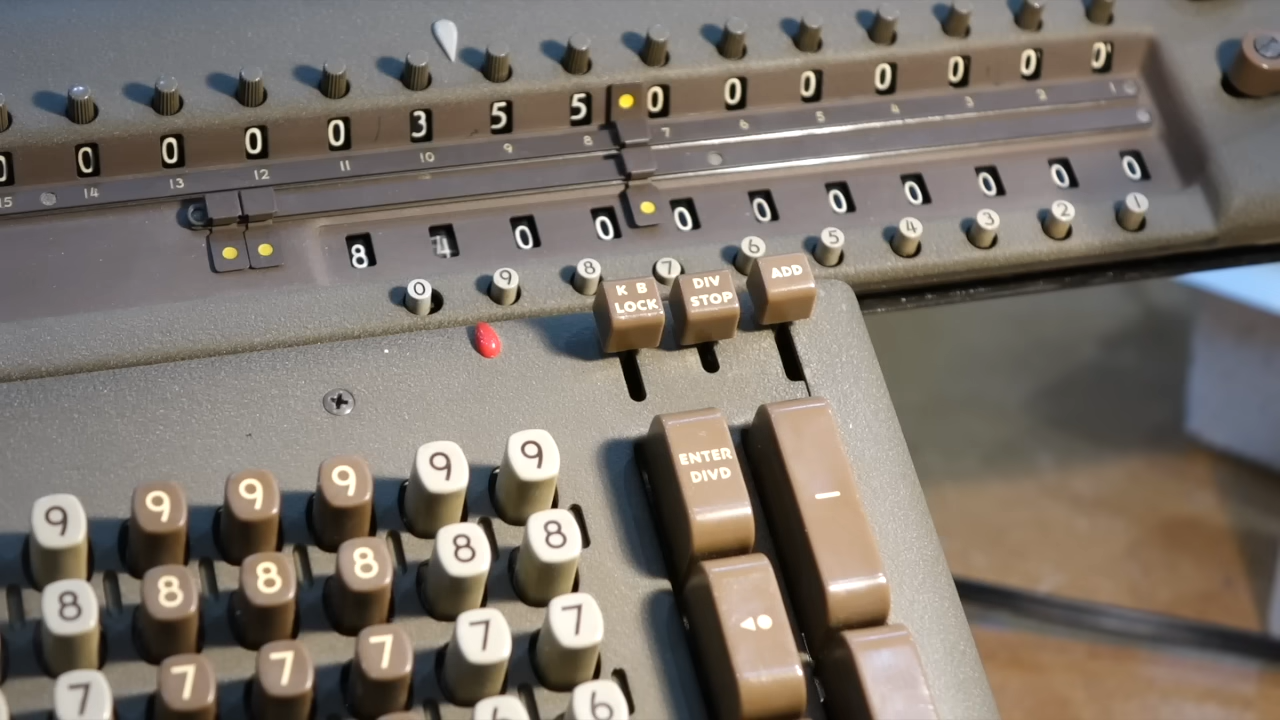 0 0 0 0 0 3 5 5 0 0 0 0 0 0 0
15 14 13 12 11 10 9 8 7 6 5 4 3 2 1
8 4 0 0 0 0 0 0 0 0 0
0 9 8 7 6 5 4 3 2 1
K B
LOCK
DIV
STOP
ADD
9 9 9 9 9 9
8 8 8 8 8 8
7 7 7 7 7 7
6 6
ENTER
DIVD
−
◀●